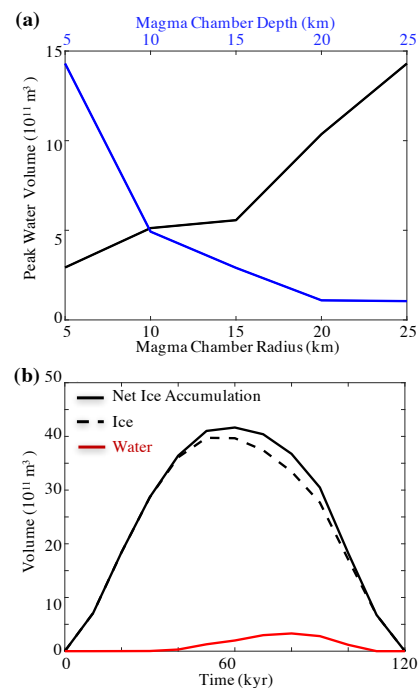 (a)
Magma Chamber Depth (km)
5 10 15 20 25
15
10
5
0
Peak Water Volume (10¹¹ m³)
5 10 15 20 25
Magma Chamber Radius (km)
(b)
50
40
30
20
10
0
Volume (10¹¹ m³)
Net Ice Accumulation
Ice
Water
0 60 120
Time (kyr)